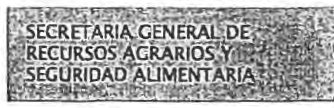 SECRETARIA GENERAL DE
RECURSOS AGRARIOS Y
SEGURIDAD ALIMENTARIA